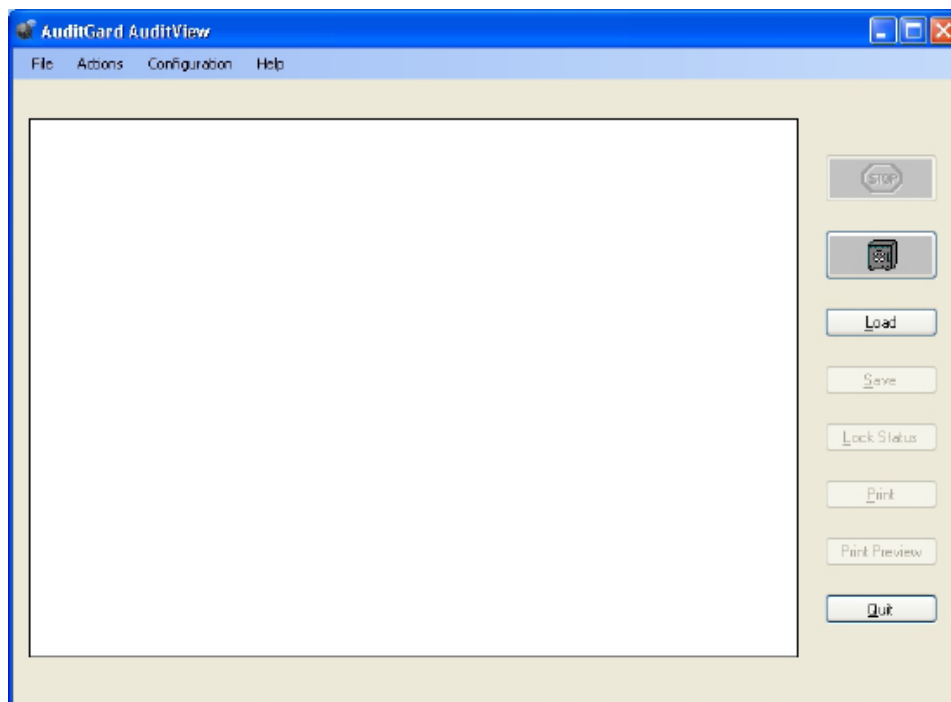 AuditGard AuditView
File Actions Configuration Help
STOP
Load
Save
Lock Status
Print
Print Preview
Quit